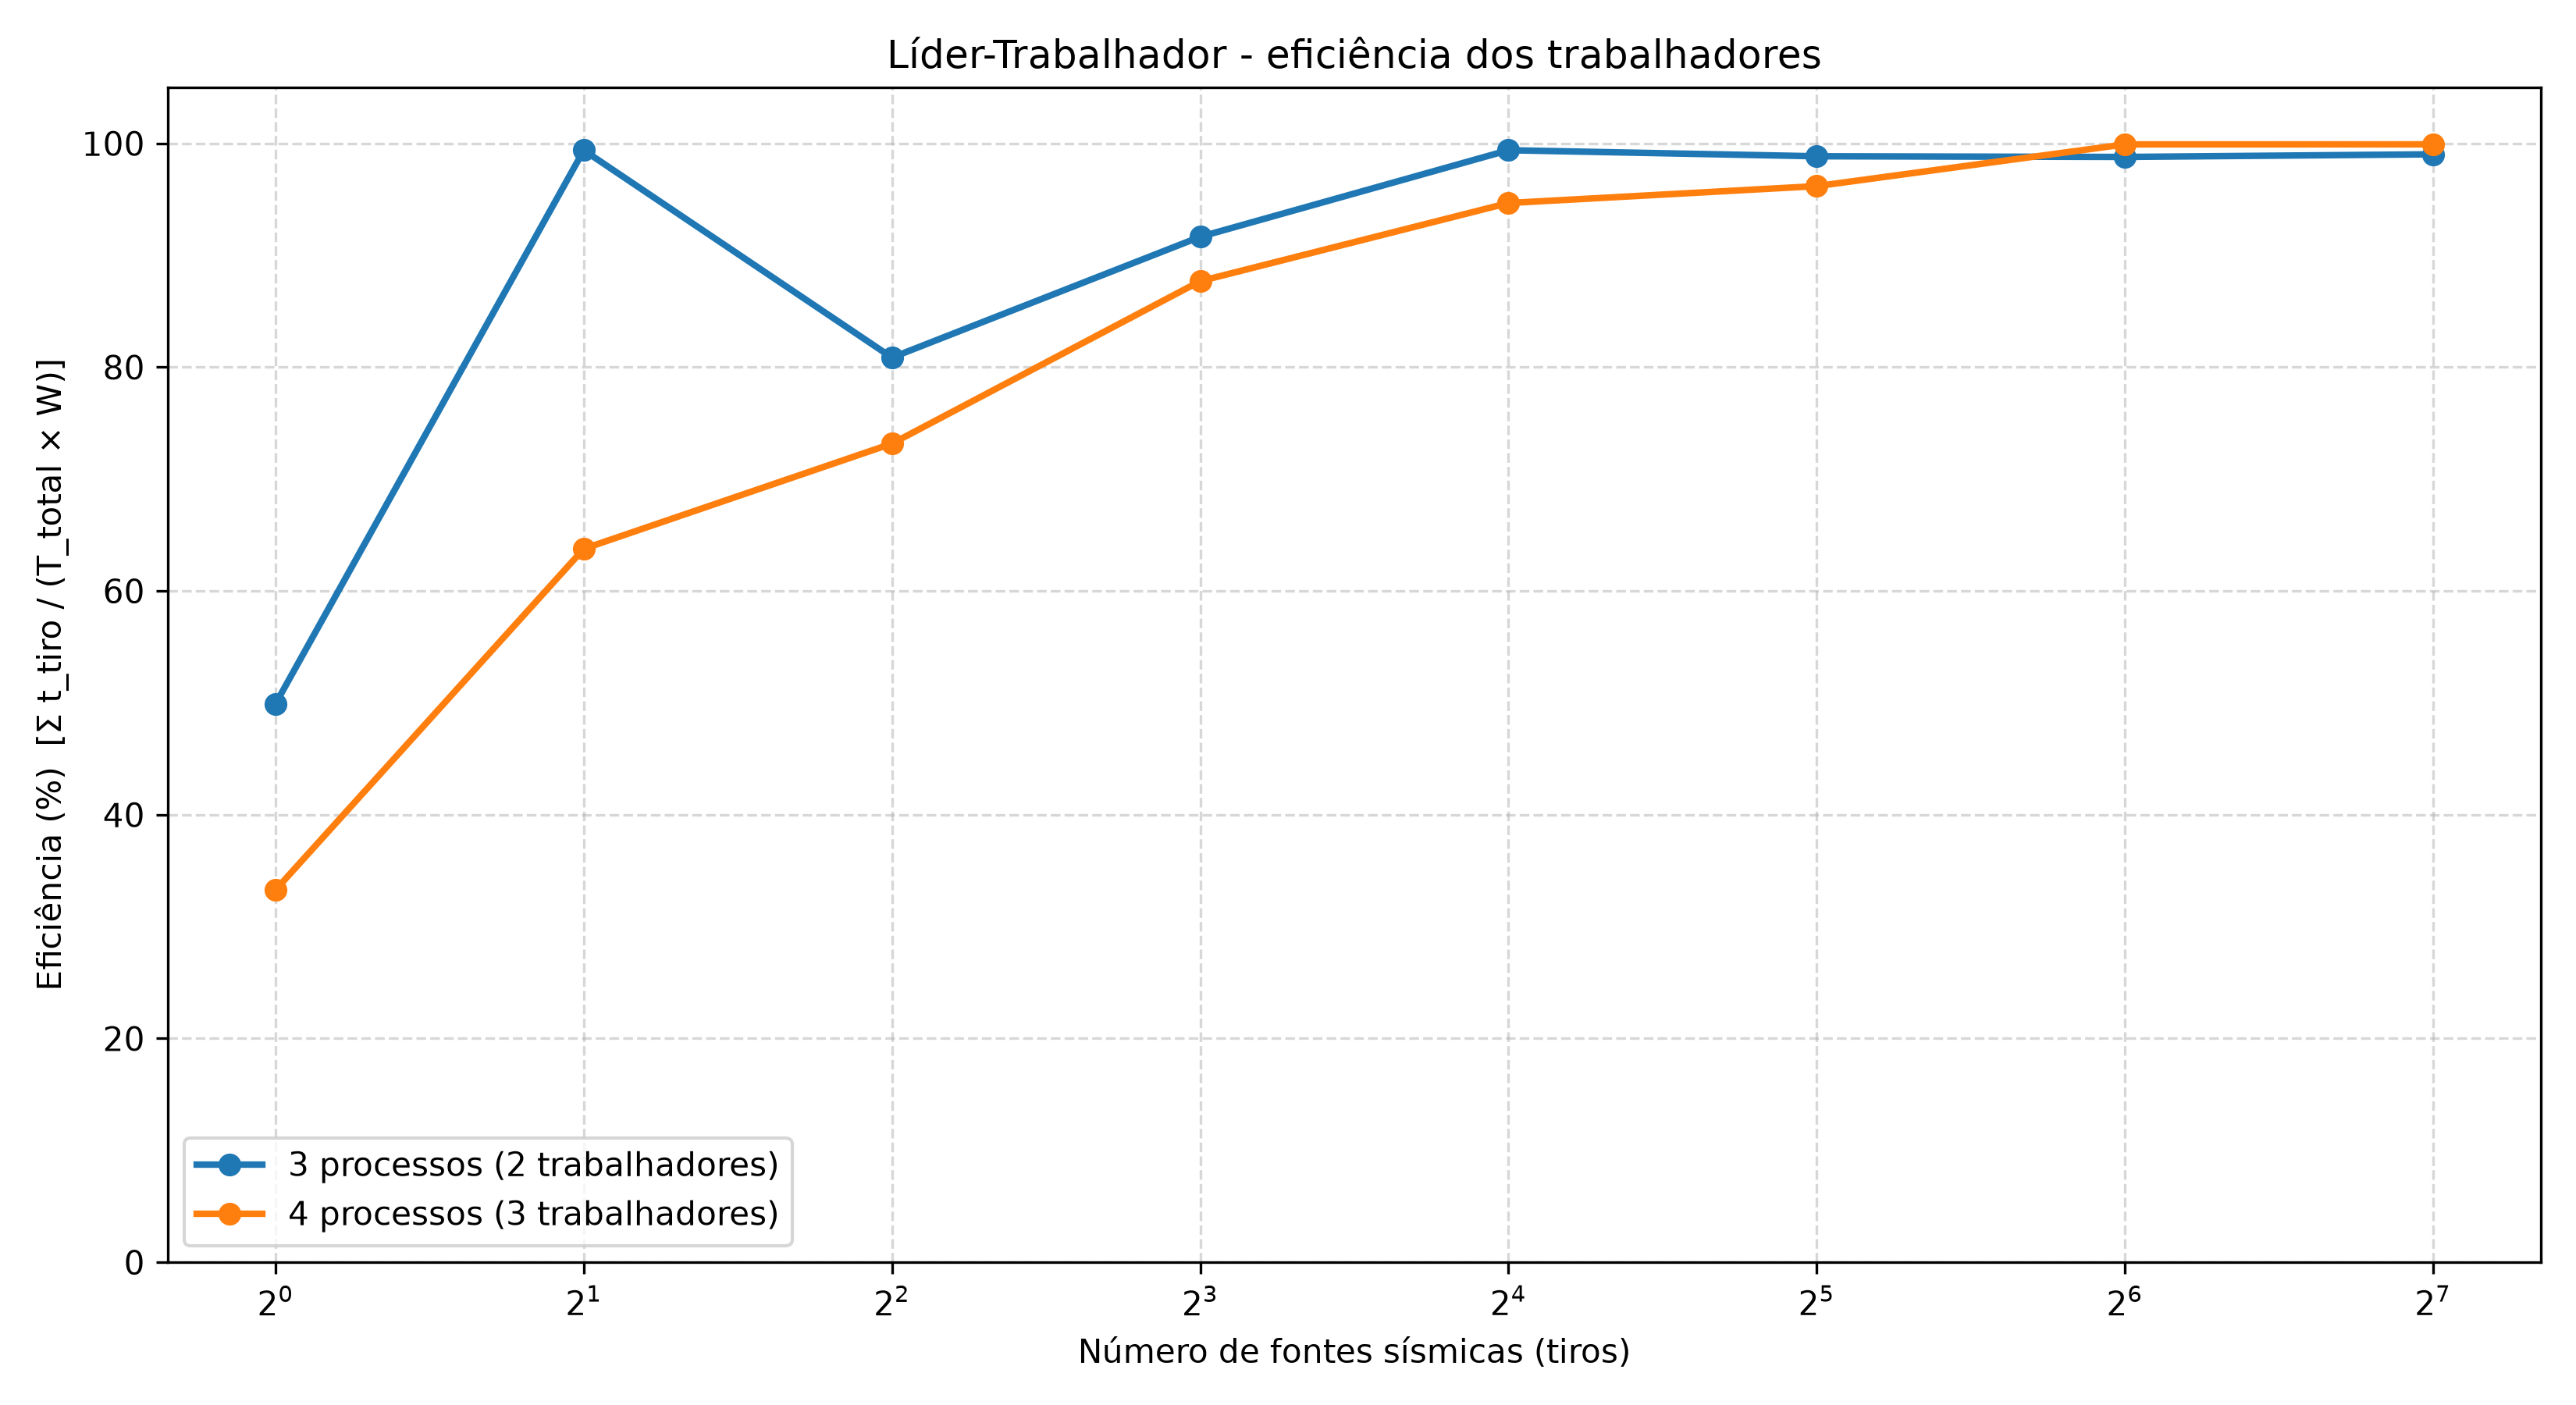 Líder-Trabalhador - eficiência dos trabalhadores
Eficiência (%)  [Σ t_tiro / (T_total × W)]
100
80
60
40
20
0
3 processos (2 trabalhadores)
4 processos (3 trabalhadores)
2⁰ 2¹ 2² 2³ 2⁴ 2⁵ 2⁶ 2⁷
Número de fontes sísmicas (tiros)